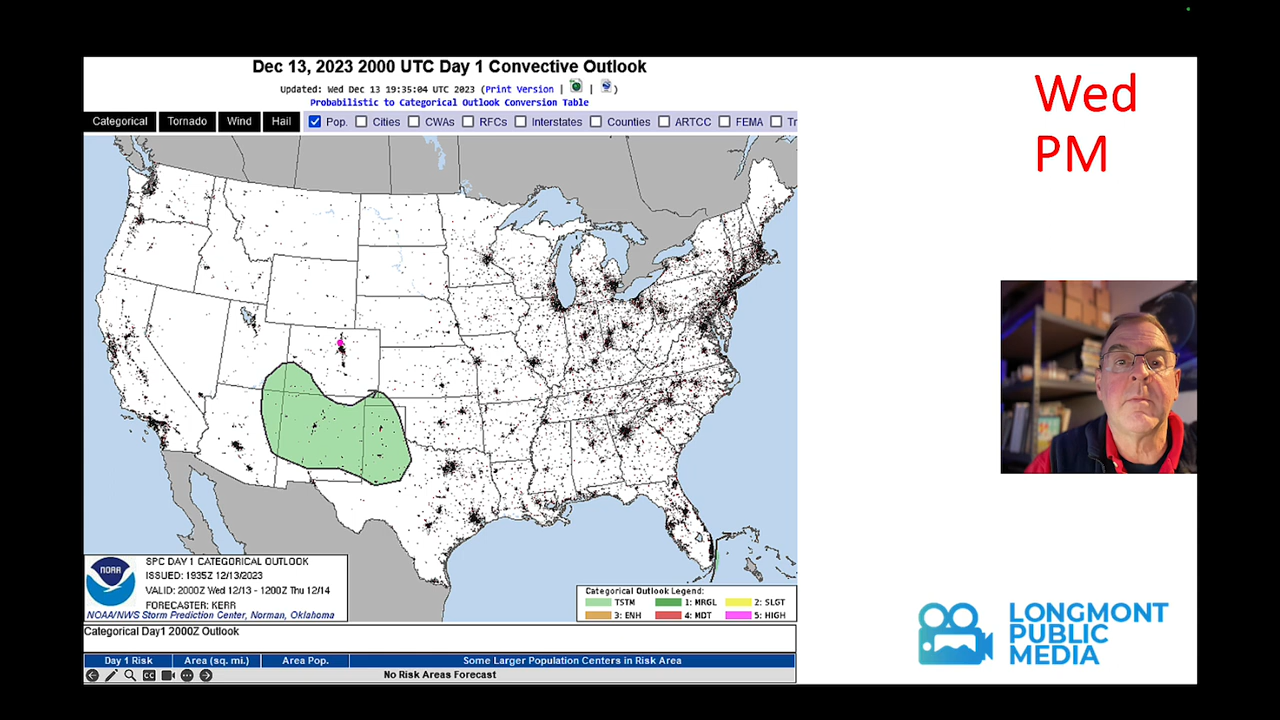 Dec 13, 2023 2000 UTC Day 1 Convective Outlook
Updated: Wed Dec 13 19:35:04 UTC 2023 (Print Version | | )
Probabilistic to Categorical Outlook Conversion Table
Categorical Tornado Wind Hail Pop. Cities CWAs RFCs Interstates Counties ARTCC FEMA Tr
Wed
PM
NOAA
SPC DAY 1 CATEGORICAL OUTLOOK
ISSUED: 1935Z 12/13/2023
VALID: 2000Z Wed 12/13 - 1200Z Thu 12/14
FORECASTER: KERR
NOAA/NWS Storm Prediction Center, Norman, Oklahoma
Categorical Outlook Legend:
TSTM 1: MRGL 2: SLGT
3: ENH 4: MDT 5: HIGH
Categorical Day1 2000Z Outlook
Day 1 Risk Area (sq. mi.) Area Pop. Some Larger Population Centers in Risk Area
CC
No Risk Areas Forecast
LONGMONT
PUBLIC
MEDIA